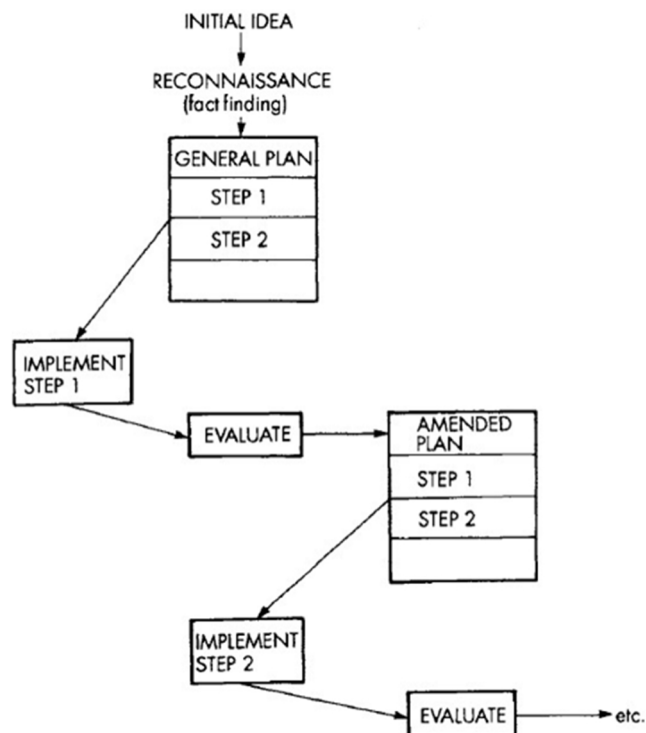 INITIAL IDEA
RECONNAISSANCE
(fact finding)
GENERAL PLAN
STEP 1
STEP 2
IMPLEMENT
STEP 1
EVALUATE
AMENDED
PLAN
STEP 1
STEP 2
IMPLEMENT
STEP 2
EVALUATE
etc.